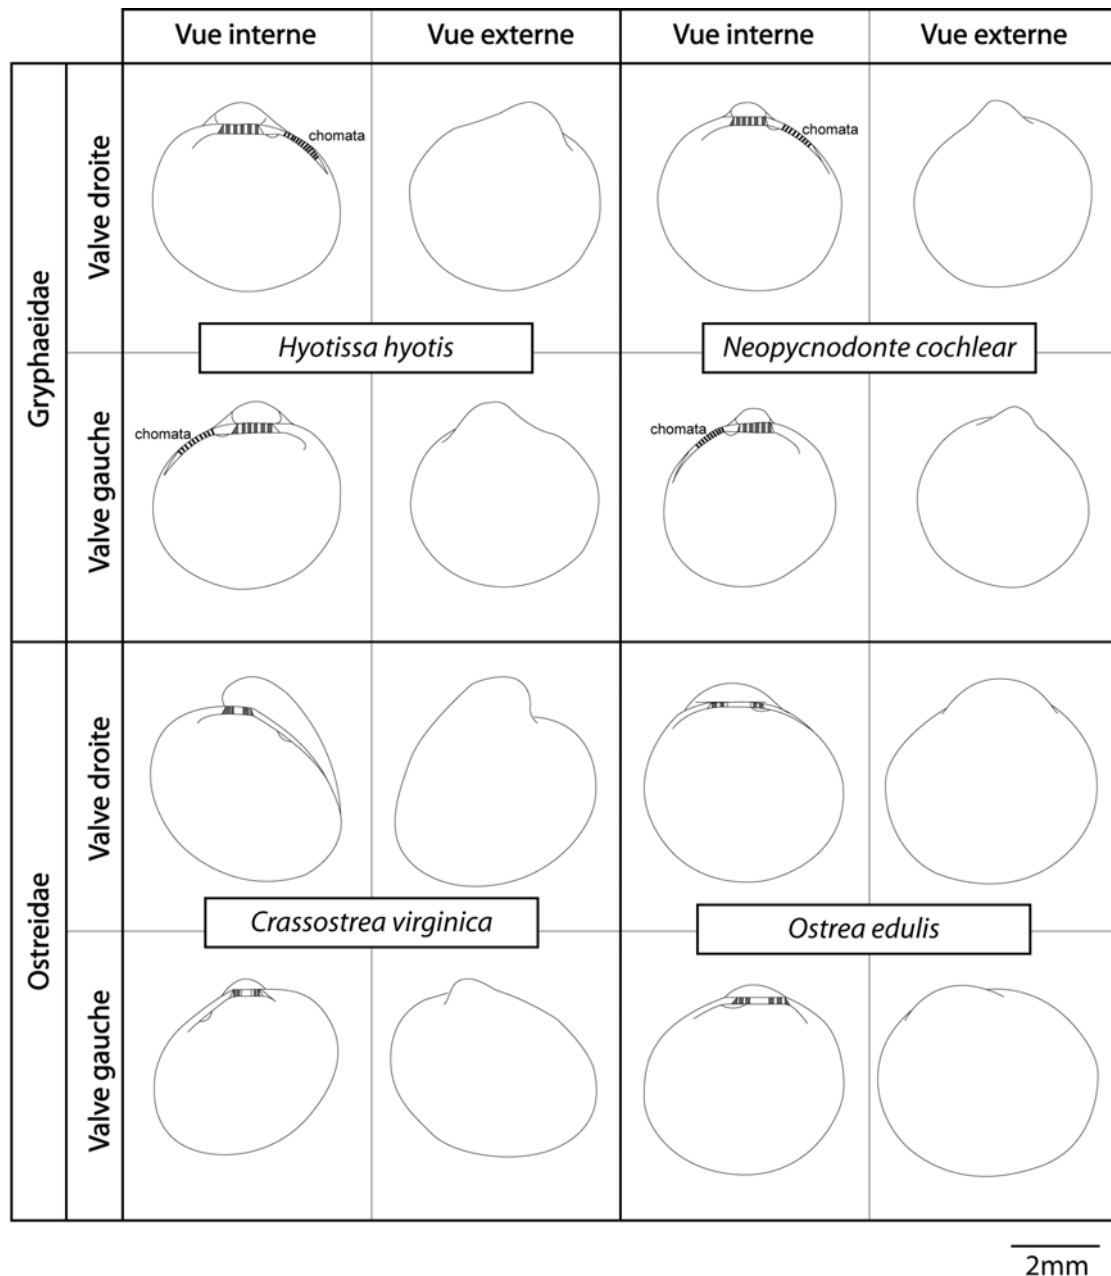 Vue interne
Vue externe
Vue interne
Vue externe
Gryphaeidae
Valve droite
chomata
chomata
Hyotissa hyotis
Neopycnodonte cochlear
Valve gauche
chomata
chomata
Ostreidae
Valve droite
Crassostrea virginica
Ostrea edulis
Valve gauche
2mm